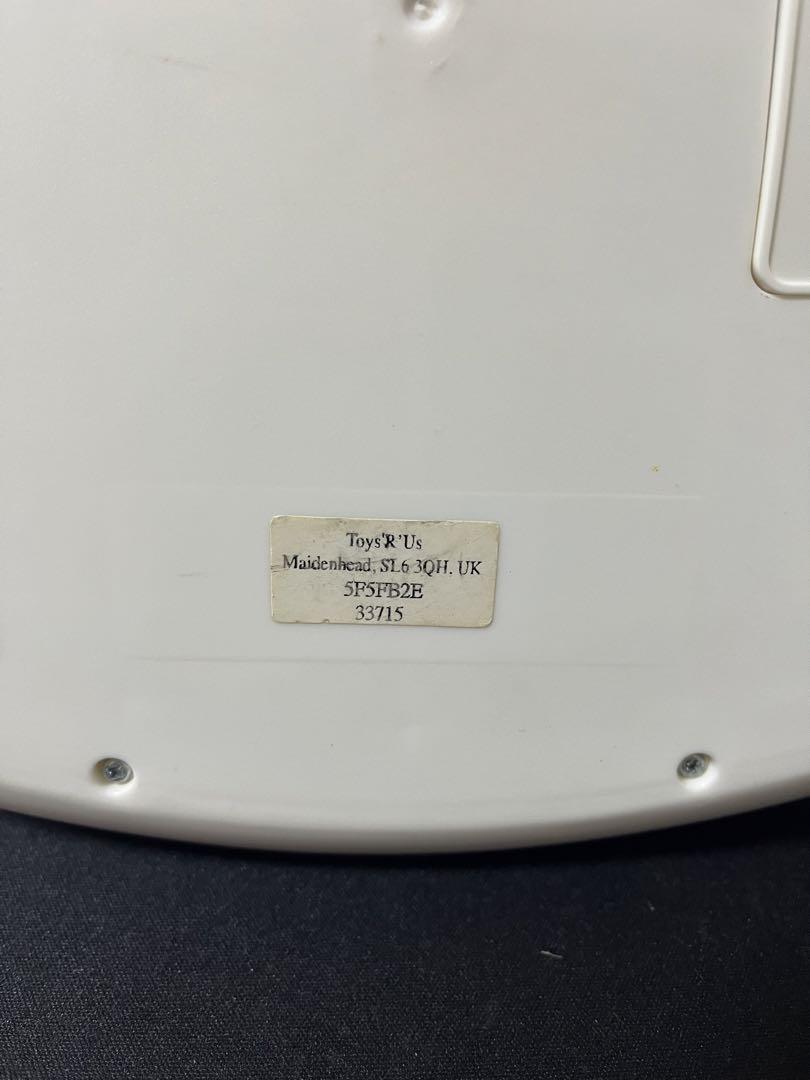 Toys'R'Us
Maidenhead, SL6 3QH. UK
5F5FB2E
33715